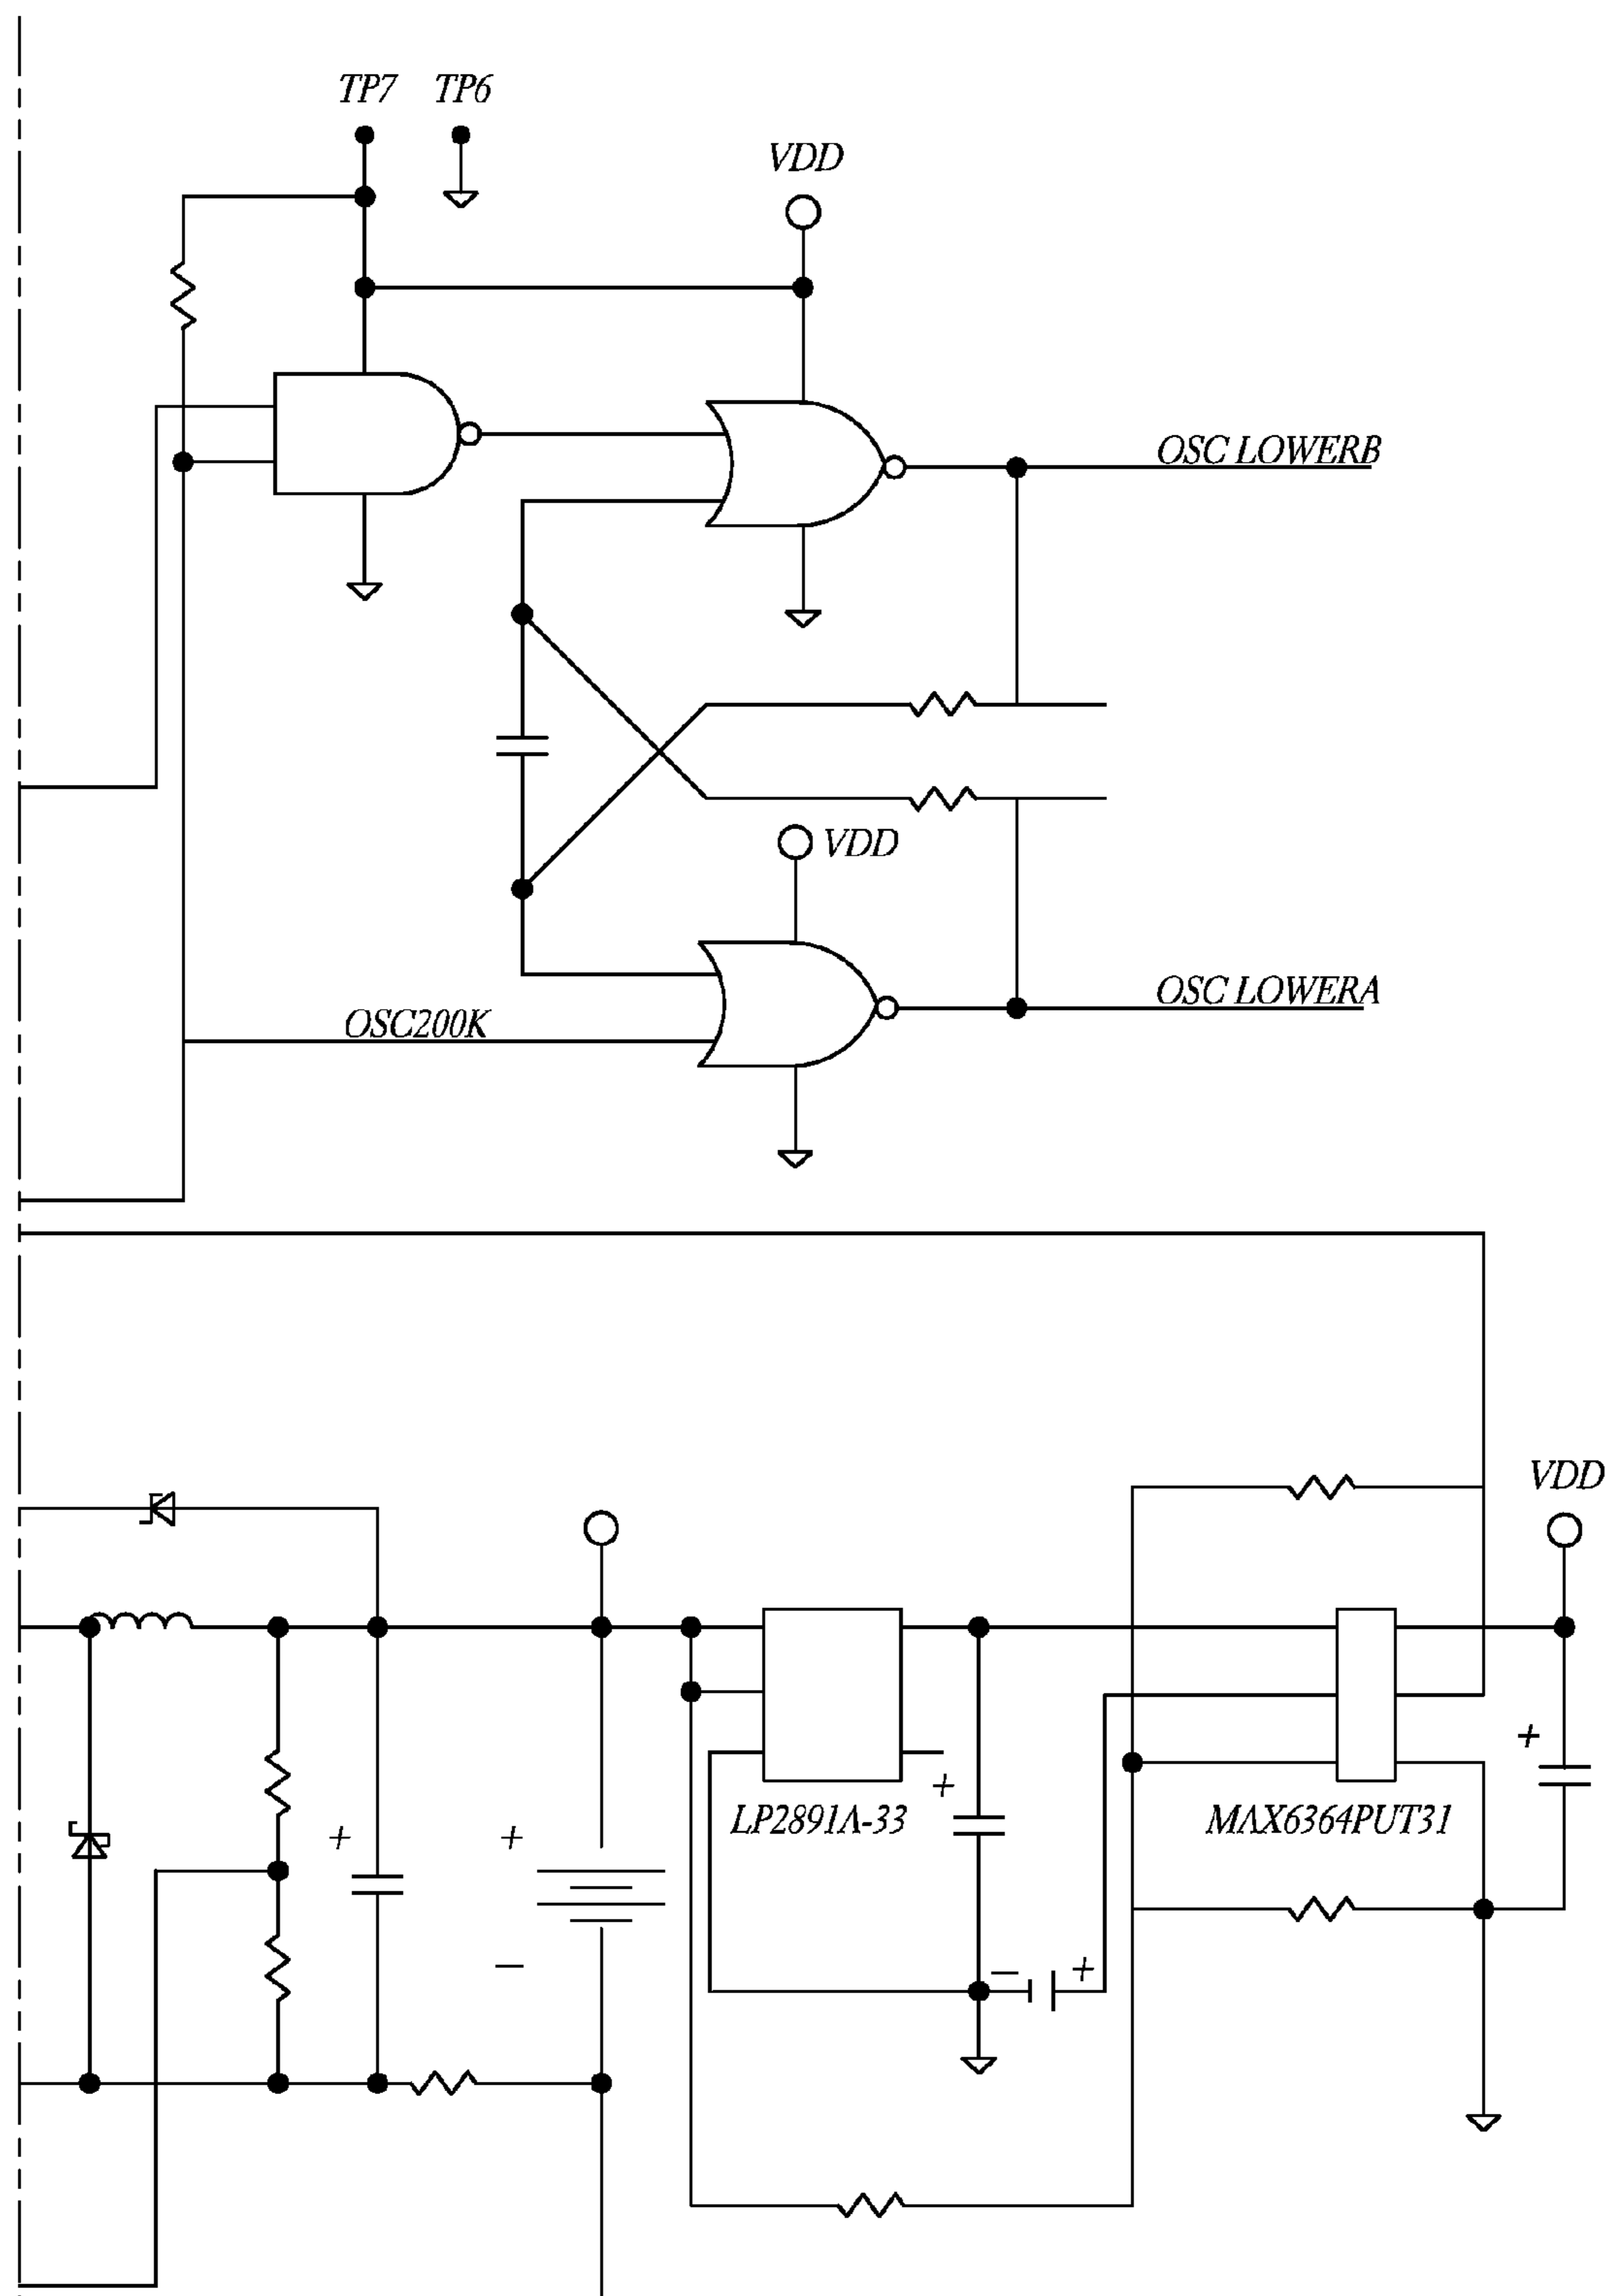 TP7 TP6
VDD
OSC LOWERB
VDD
OSC LOWERA
OSC200K
VDD
+
+ + + +
LP2891A-33 MAX6364PUT31
− − +